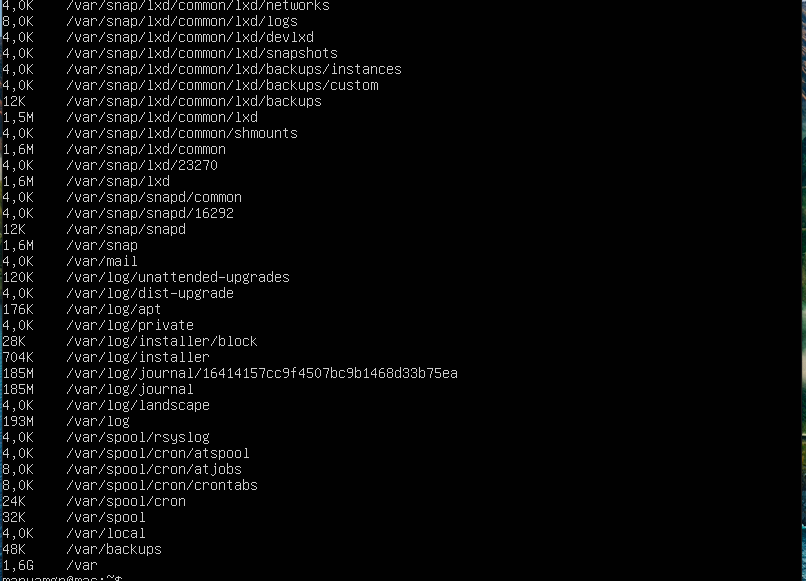 4,0K /var/snap/lxd/common/lxd/networks
8,0K /var/snap/lxd/common/lxd/logs
4,0K /var/snap/lxd/common/lxd/devlxd
4,0K /var/snap/lxd/common/lxd/snapshots
4,0K /var/snap/lxd/common/lxd/backups/instances
4,0K /var/snap/lxd/common/lxd/backups/custom
12K /var/snap/lxd/common/lxd/backups
1,5M /var/snap/lxd/common/lxd
4,0K /var/snap/lxd/common/shmounts
1,6M /var/snap/lxd/common
4,0K /var/snap/lxd/23270
1,6M /var/snap/lxd
4,0K /var/snap/snapd/common
4,0K /var/snap/snapd/16292
12K /var/snap/snapd
1,6M /var/snap
4,0K /var/mail
120K /var/log/unattended-upgrades
4,0K /var/log/dist-upgrade
176K /var/log/apt
4,0K /var/log/private
28K /var/log/installer/block
704K /var/log/installer
185M /var/log/journal/16414157cc9f4507bc9b1468d33b75ea
185M /var/log/journal
4,0K /var/log/landscape
193M /var/log
4,0K /var/spool/rsyslog
4,0K /var/spool/cron/atspool
8,0K /var/spool/cron/atjobs
8,0K /var/spool/cron/crontabs
24K /var/spool/cron
32K /var/spool
4,0K /var/local
48K /var/backups
1,6G /var